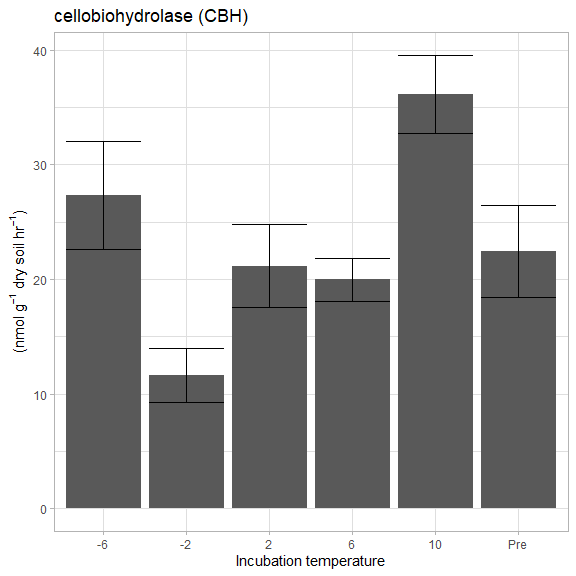 cellobiohydrolase (CBH)
40
30
20
10
0
(nmol g⁻¹ dry soil hr⁻¹)
-6 -2 2 6 10 Pre
Incubation temperature